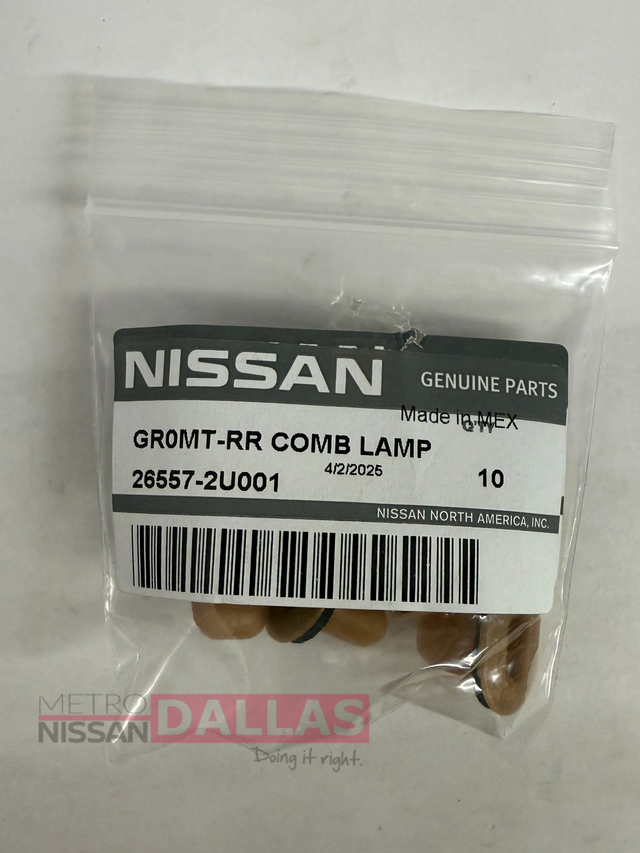 NISSAN GENUINE PARTS
Made in MEX
QTY
GR0MT-RR COMB LAMP
4/2/2025
26557-2U001 10
NISSAN NORTH AMERICA, INC.
METRO
NISSAN DALLAS
Doing it right.